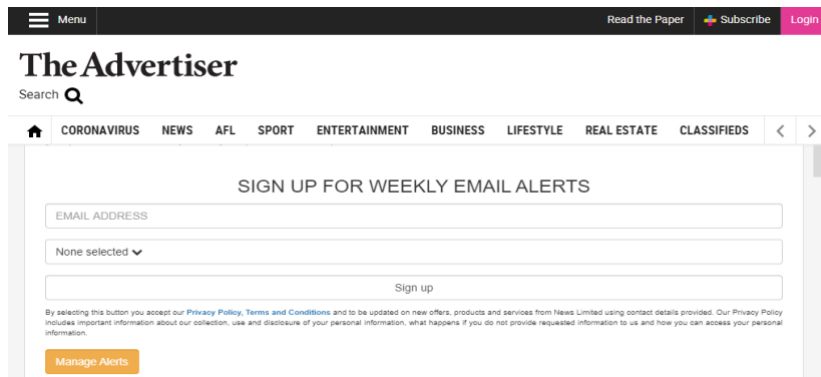 Menu
Read the Paper
Subscribe
Login
The Advertiser
Search
CORONAVIRUS NEWS AFL SPORT ENTERTAINMENT BUSINESS LIFESTYLE REAL ESTATE CLASSIFIEDS
SIGN UP FOR WEEKLY EMAIL ALERTS
EMAIL ADDRESS
None selected
Sign up
By selecting this button you accept our Privacy Policy, Terms and Conditions and to be updated on new offers, products and services from News Limited using contact details provided. Our Privacy Policy
includes important information about our collection, use and disclosure of your personal information, what happens if you do not provide requested information to us and how you can access your personal
information.
Manage Alerts